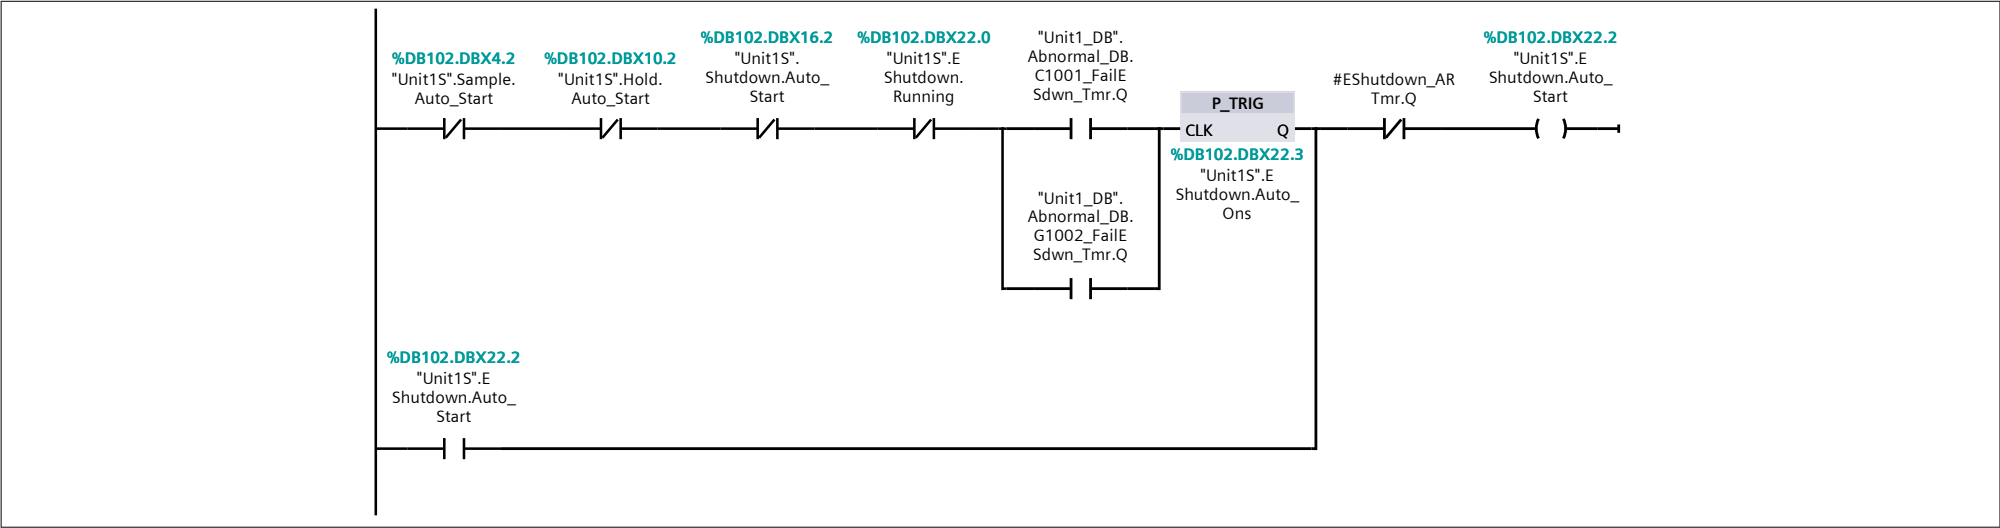 %DB102.DBX4.2
"Unit1S".Sample.
Auto_Start
%DB102.DBX10.2
"Unit1S".Hold.
Auto_Start
%DB102.DBX16.2
"Unit1S".
Shutdown.Auto_
Start
%DB102.DBX22.0
"Unit1S".E
Shutdown.
Running
"Unit1_DB".
Abnormal_DB.
C1001_FailE
Sdwn_Tmr.Q
P_TRIG
CLK Q
%DB102.DBX22.3
"Unit1S".E
Shutdown.Auto_
Ons
#EShutdown_AR
Tmr.Q
%DB102.DBX22.2
"Unit1S".E
Shutdown.Auto_
Start
"Unit1_DB".
Abnormal_DB.
G1002_FailE
Sdwn_Tmr.Q
%DB102.DBX22.2
"Unit1S".E
Shutdown.Auto_
Start